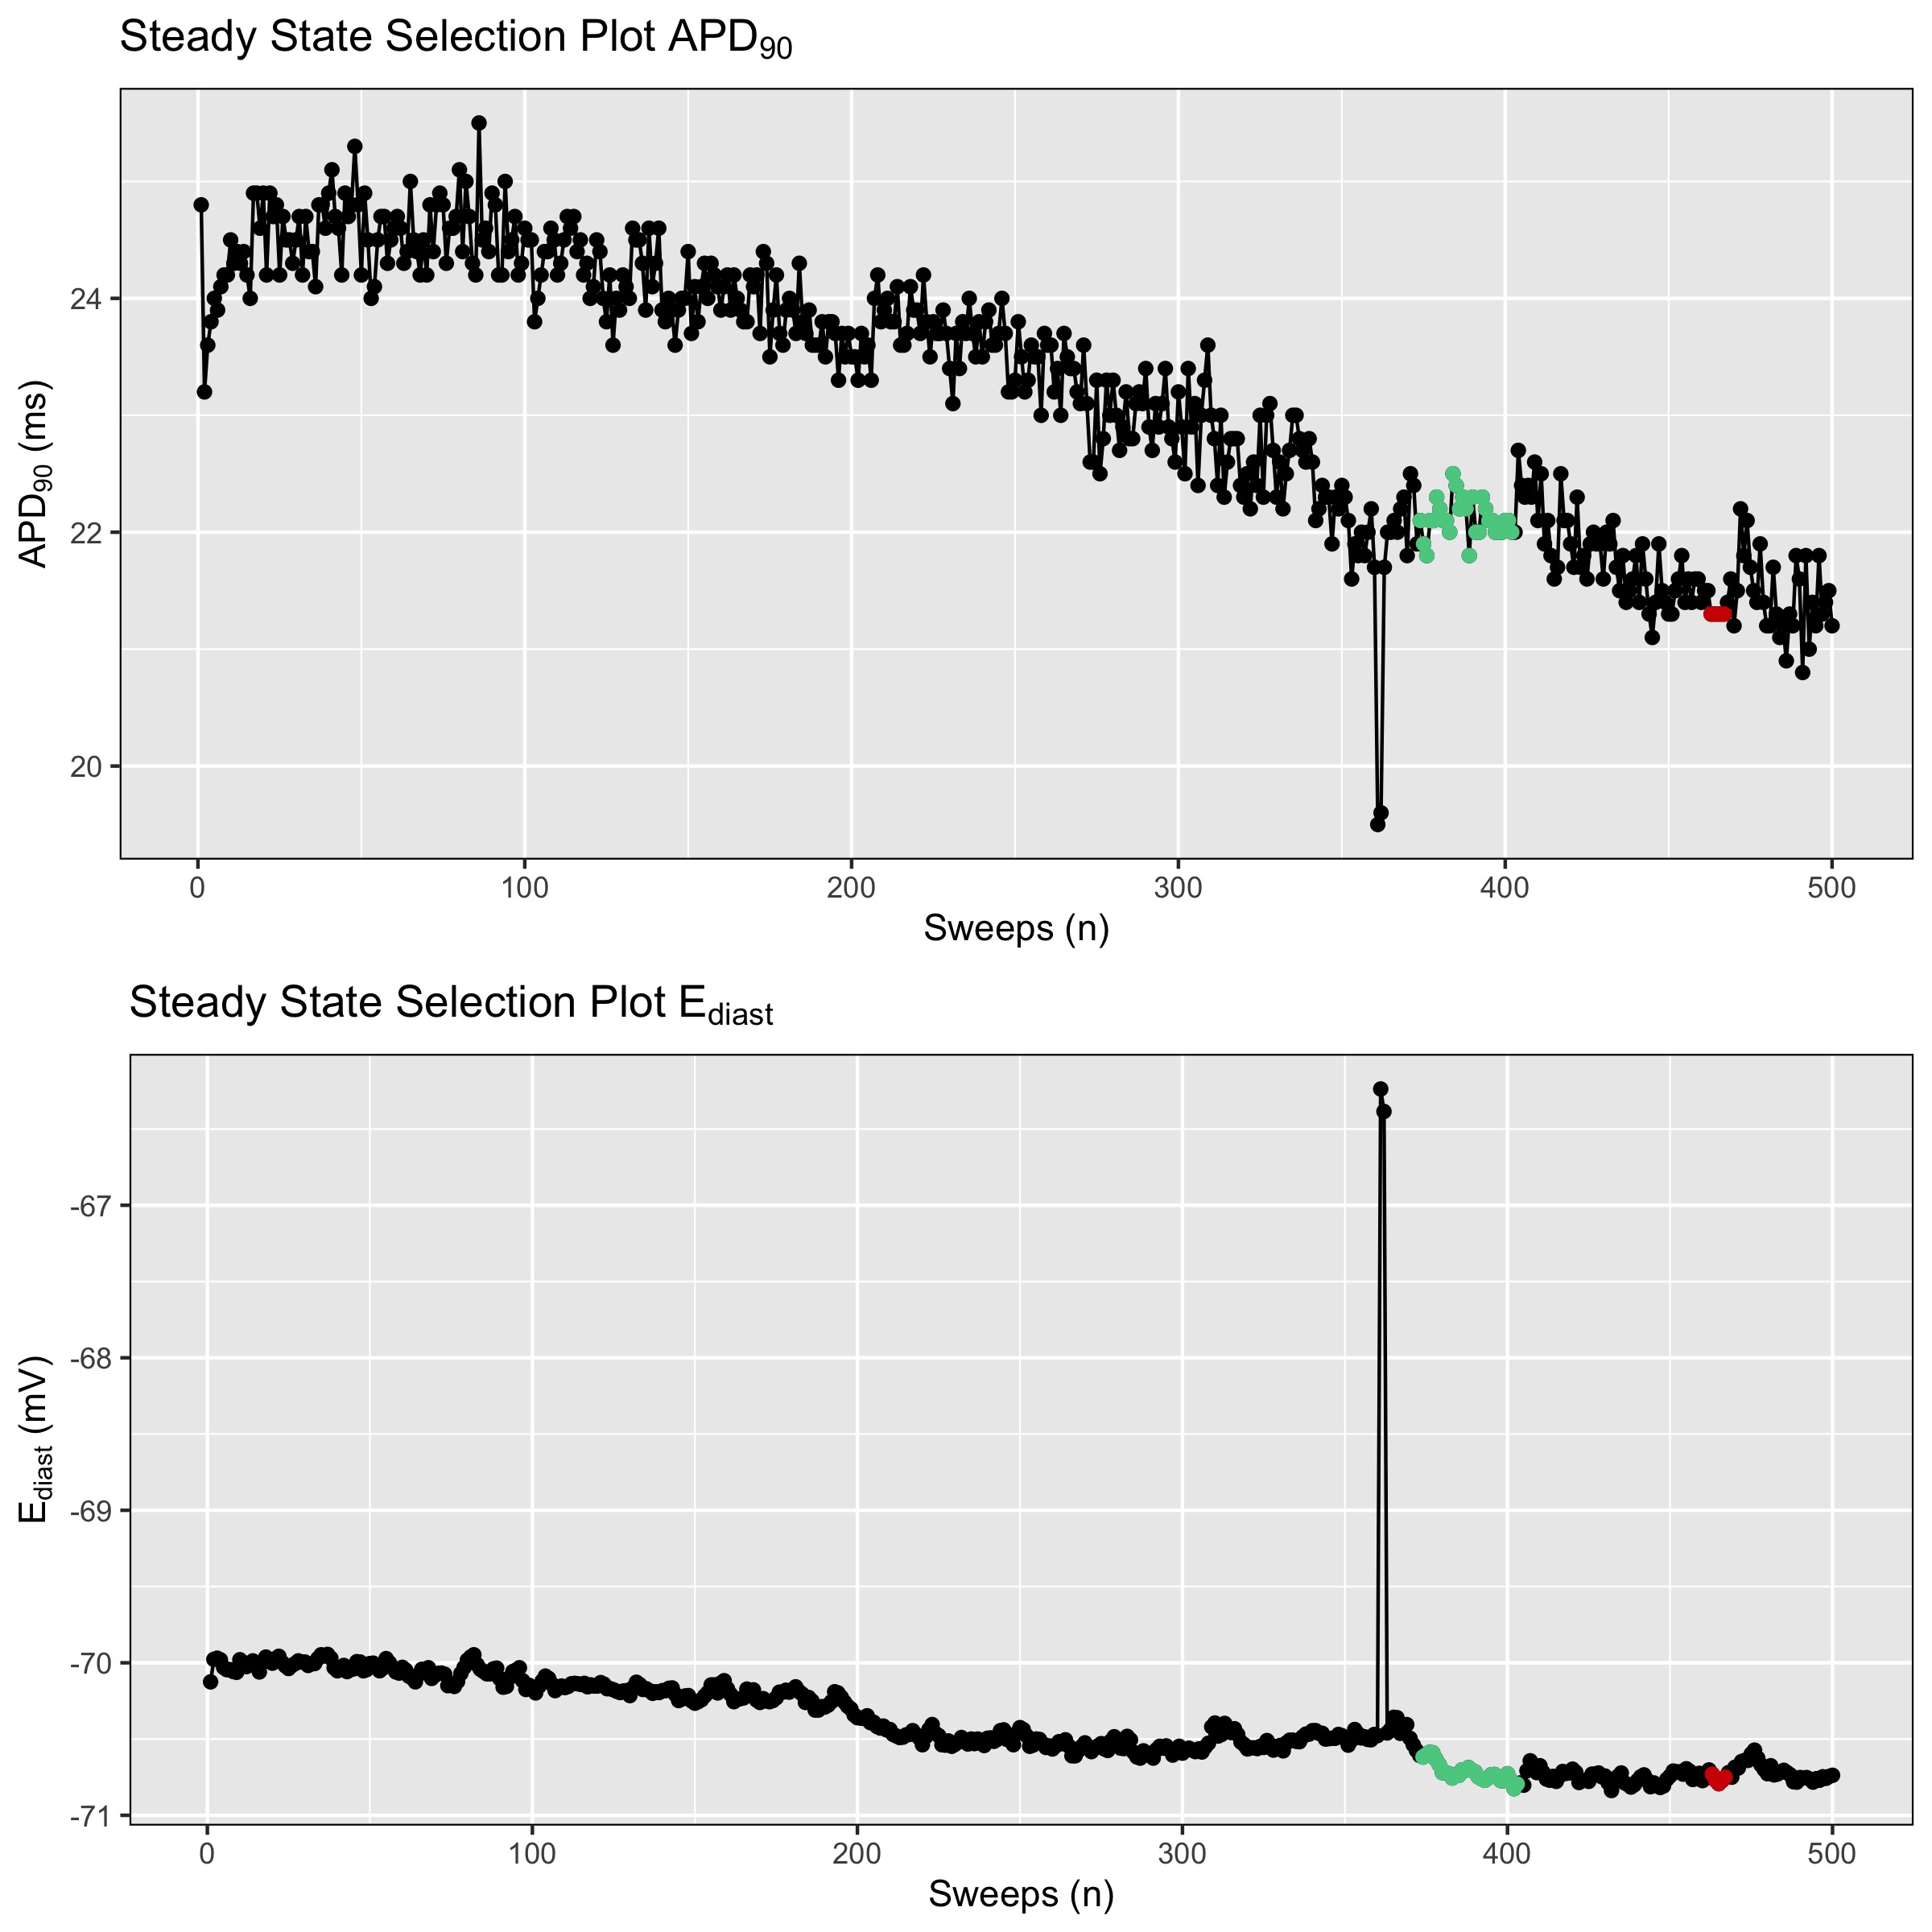 Steady State Selection Plot APD90
APD90 (ms)
24
22
20
0 100 200 300 400 500
Sweeps (n)
Steady State Selection Plot Ediast
Ediast (mV)
-67
-68
-69
-70
-71
0 100 200 300 400 500
Sweeps (n)